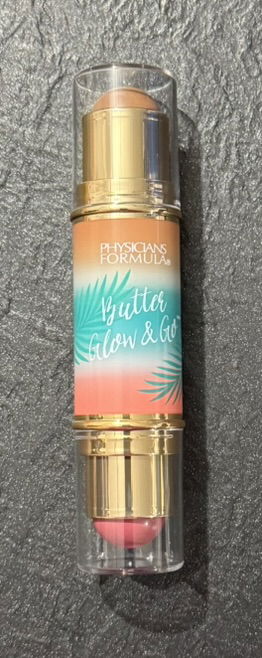 PHYSICIANS
FORMULA®
Butter
Glow & Go